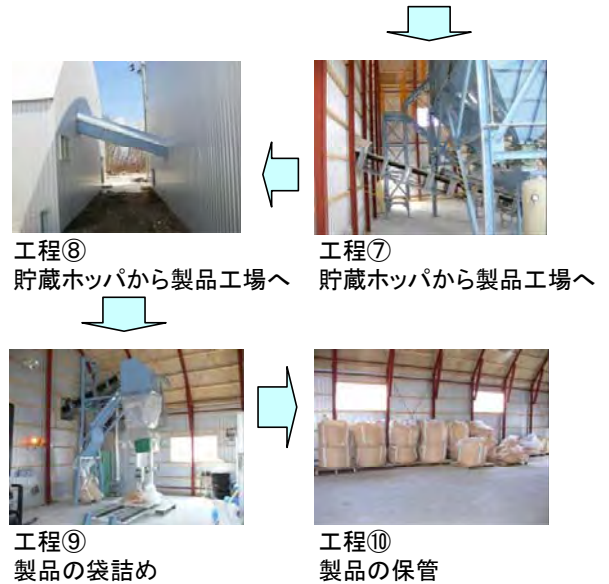 工程⑧
貯蔵ホッパから製品工場へ
工程⑦
貯蔵ホッパから製品工場へ
工程⑨
製品の袋詰め
工程⑩
製品の保管